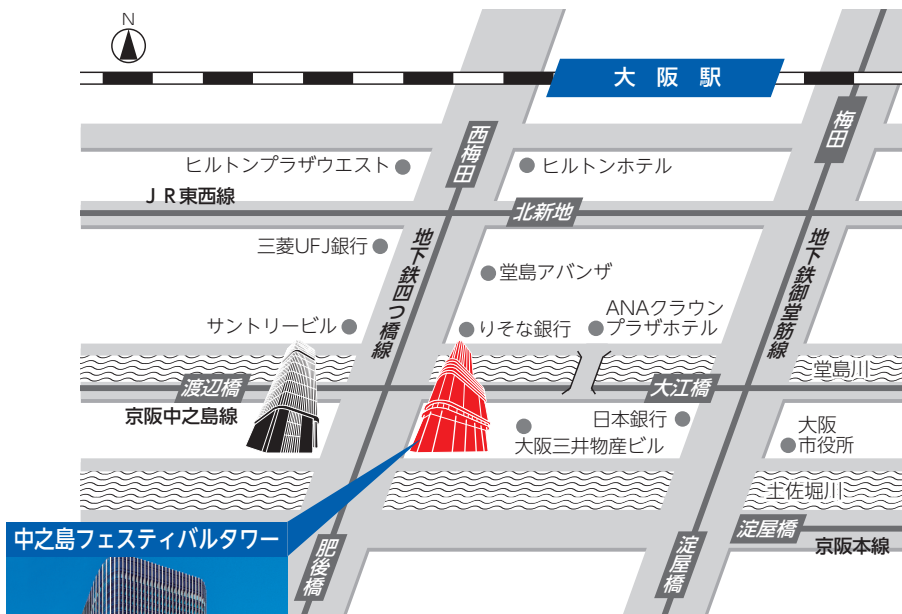 N
大阪駅
西梅田
梅田
ヒルトンプラザウエスト
ヒルトンホテル
ＪＲ東西線
北新地
三菱UFJ銀行
地下鉄四つ橋線
堂島アバンザ
地下鉄御堂筋線
サントリービル
りそな銀行
ANAクラウン
プラザホテル
堂島川
渡辺橋
大江橋
京阪中之島線
日本銀行
大阪三井物産ビル
大阪
市役所
土佐堀川
中之島フェスティバルタワー
肥後橋
淀屋橋
淀屋橋
京阪本線